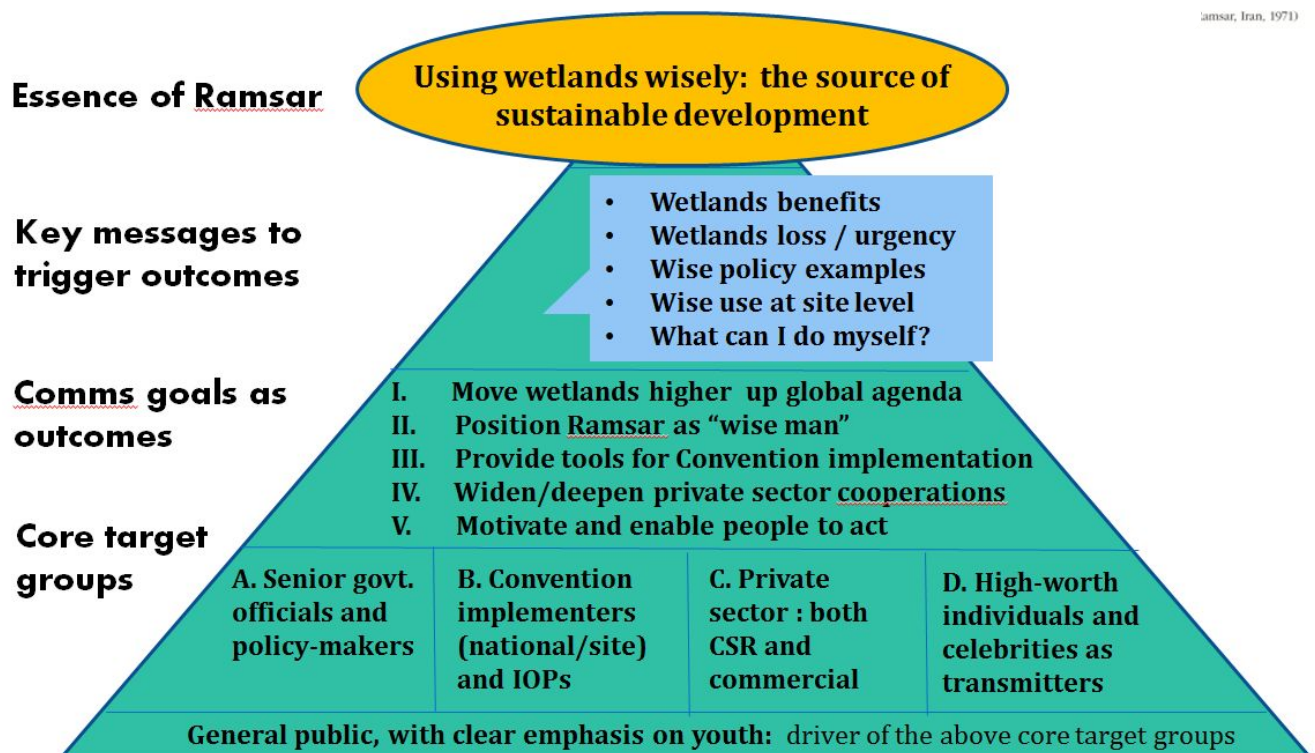 Ramsar, Iran, 1971)
Essence of Ramsar
Using wetlands wisely: the source of
sustainable development
Key messages to
trigger outcomes
• Wetlands benefits
• Wetlands loss / urgency
• Wise policy examples
• Wise use at site level
• What can I do myself?
Comms goals as
outcomes
I. Move wetlands higher up global agenda
II. Position Ramsar as “wise man”
III. Provide tools for Convention implementation
IV. Widen/deepen private sector cooperations
V. Motivate and enable people to act
Core target
groups
A. Senior govt.
officials and
policy-makers
B. Convention
implementers
(national/site)
and IOPs
C. Private
sector : both
CSR and
commercial
D. High-worth
individuals and
celebrities as
transmitters
General public, with clear emphasis on youth: driver of the above core target groups